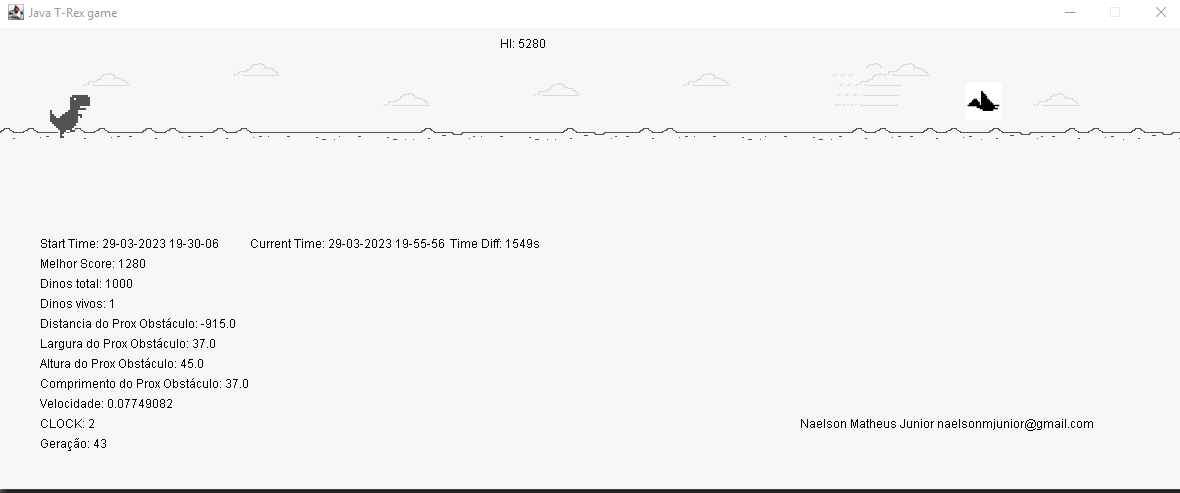 Java T-Rex game
HI: 5280
Start Time: 29-03-2023 19-30-06 Current Time: 29-03-2023 19-55-56 Time Diff: 1549s
Melhor Score: 1280
Dinos total: 1000
Dinos vivos: 1
Distancia do Prox Obstáculo: -915.0
Largura do Prox Obstáculo: 37.0
Altura do Prox Obstáculo: 45.0
Comprimento do Prox Obstáculo: 37.0
Velocidade: 0.07749082
CLOCK: 2 Naelson Matheus Junior naelsonmjunior@gmail.com
Geração: 43